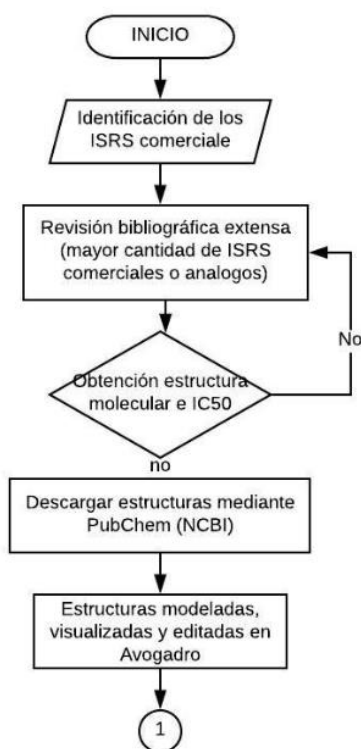 INICIO
Identificación de los
ISRS comerciale
Revisión bibliográfica extensa
(mayor cantidad de ISRS
comerciales o analogos)
No
Obtención estructura
molecular e IC50
no
Descargar estructuras mediante
PubChem (NCBI)
Estructuras modeladas,
visualizadas y editadas en
Avogadro
1